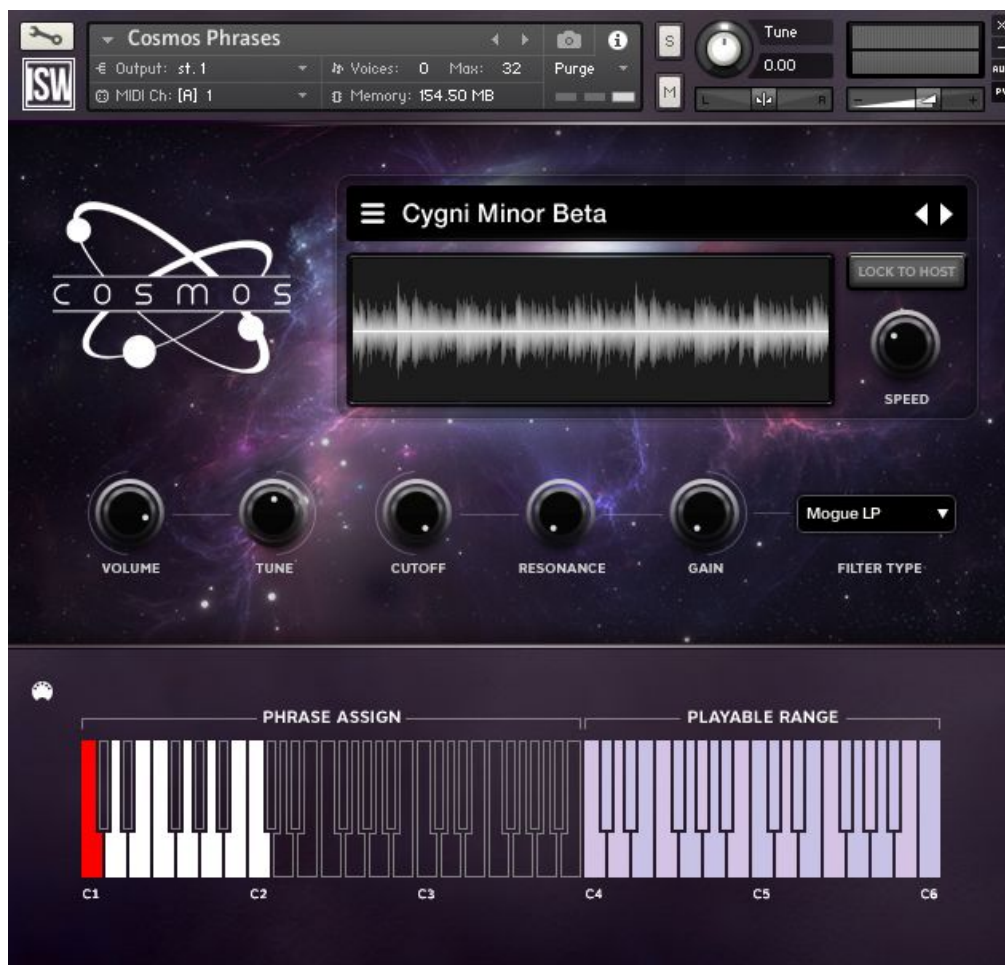 Cosmos Phrases
Output: st.1
Voices: 0 Max: 32
Purge
MIDI Ch: [A] 1
Memory: 154.50 MB
ISW
S
M
Tune
0.00
L
R
-
+
×
-
AU
PV
Cygni Minor Beta
LOCK TO HOST
SPEED
cosmos
VOLUME
TUNE
CUTOFF
RESONANCE
GAIN
Mogue LP
FILTER TYPE
PHRASE ASSIGN
PLAYABLE RANGE
C1
C2
C3
C4
C5
C6